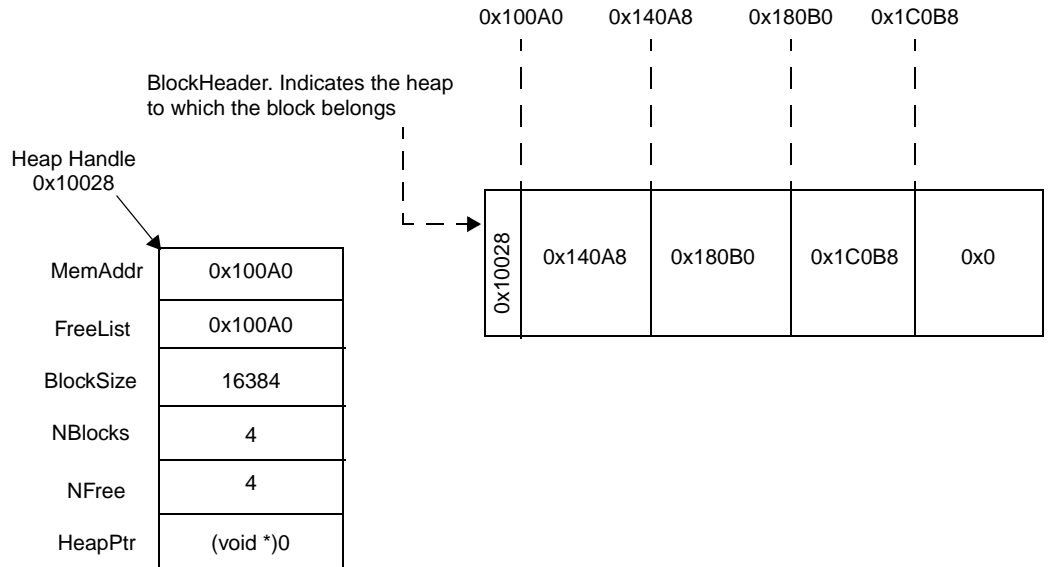 0x100A0 0x140A8 0x180B0 0x1C0B8
BlockHeader. Indicates the heap
to which the block belongs
Heap Handle
0x10028
0x10028 0x140A8 0x180B0 0x1C0B8 0x0
MemAddr 0x100A0
FreeList 0x100A0
BlockSize 16384
NBlocks 4
NFree 4
HeapPtr (void *)0